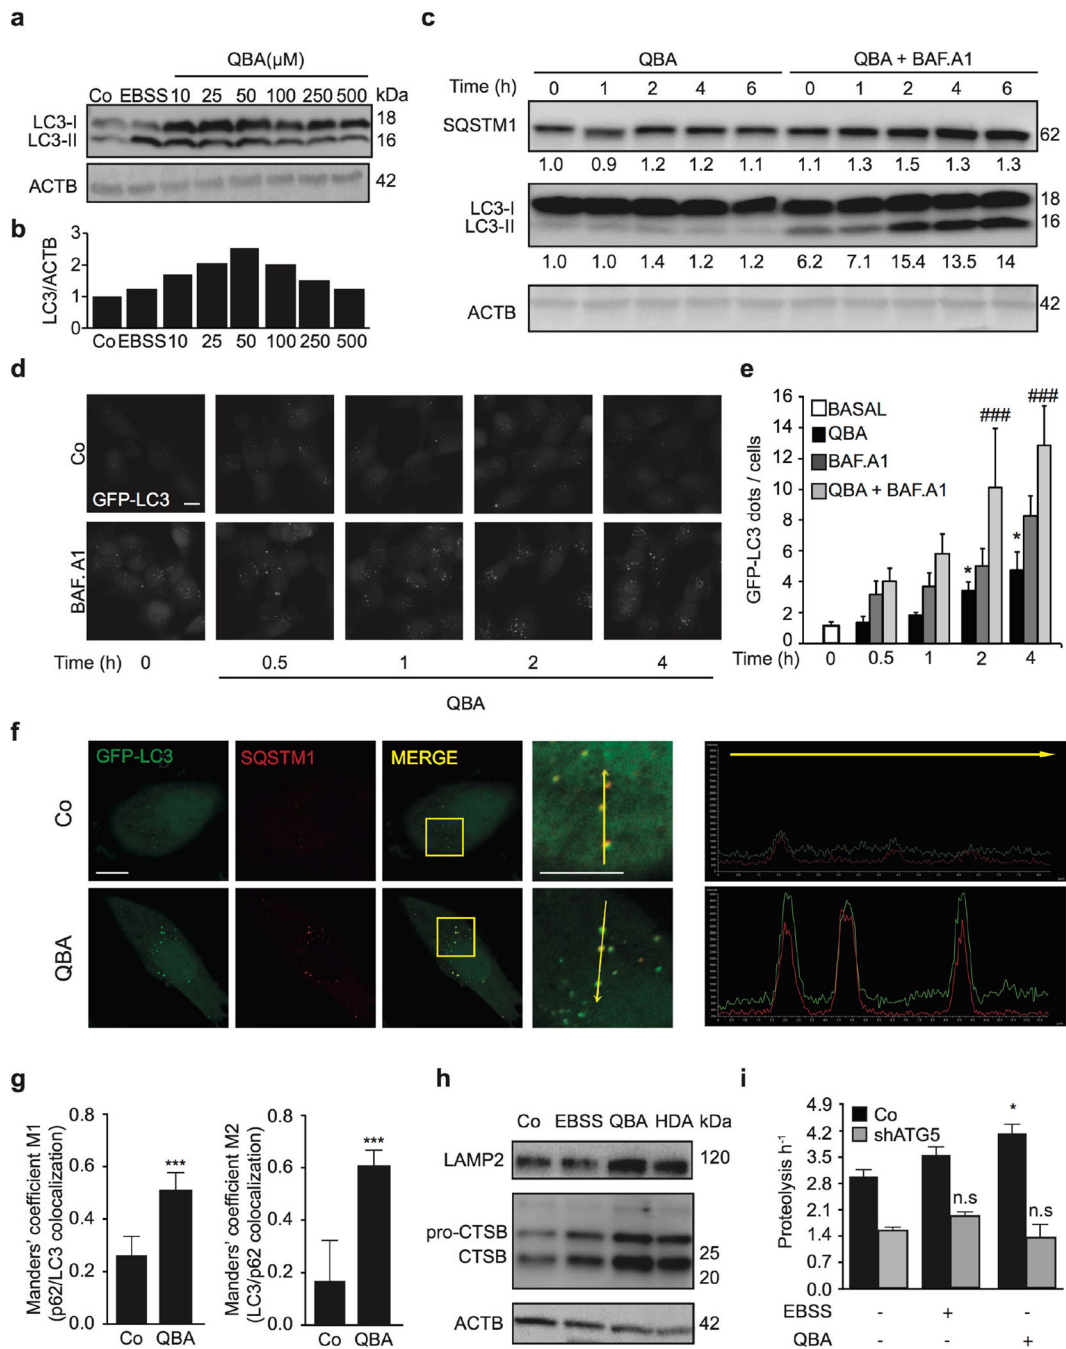 a
QBA(µM)
Co EBSS 10 25 50 100 250 500 kDa
LC3-I 18
LC3-II 16
ACTB 42
b
LC3/ACTB
3
2
1
0
Co EBSS 10 25 50 100 250 500
c
QBA QBA + BAF.A1
Time (h) 0 1 2 4 6 0 1 2 4 6
SQSTM1 62
1.0 0.9 1.2 1.2 1.1 1.1 1.3 1.5 1.3 1.3
LC3-I 18
LC3-II 16
1.0 1.0 1.4 1.2 1.2 6.2 7.1 15.4 13.5 14
ACTB 42
d
Co
GFP-LC3
BAF. A1
Time (h) 0 0.5 1 2 4
QBA
e
GFP-LC3 dots / cells
16
14
12
10
8
6
4
2
0
BASAL
QBA
BAF.A1
QBA + BAF.A1
### ###
* *
Time (h) 0 0.5 1 2 4
f
GFP-LC3 SQSTM1 MERGE
Co
QBA
g
Manders' coefficient M1
(p62/LC3 colocalization)
0.8
0.6
0.4
0.2
0.0
***
Co QBA
Manders' coefficient M2
(LC3/p62 colocalization)
0.8
0.6
0.4
0.2
0.0
***
Co QBA
h
Co EBSS QBA HDA kDa
LAMP2 120
pro-CTSB
CTSB 25
20
ACTB 42
i
Proteolysis h⁻¹
4.9
4.2
3.5
2.8
2.1
1.4
0.7
0.0
Co
shATG5
*
n.s n.s
EBSS - + -
QBA - - +